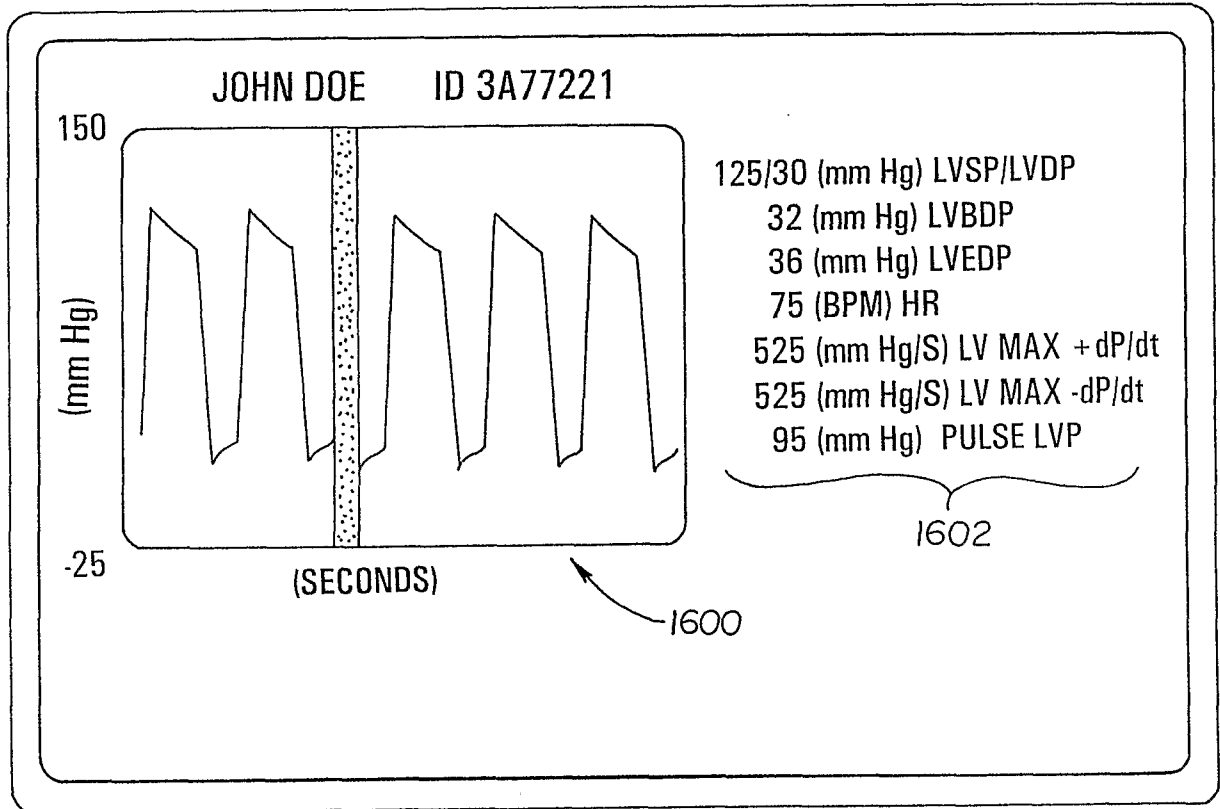 JOHN DOE ID 3A77221
150
(mm Hg)
-25
(SECONDS)
1600
125/30 (mm Hg) LVSP/LVDP
32 (mm Hg) LVBDP
36 (mm Hg) LVEDP
75 (BPM) HR
525 (mm Hg/S) LV MAX +dP/dt
525 (mm Hg/S) LV MAX -dP/dt
95 (mm Hg) PULSE LVP
1602